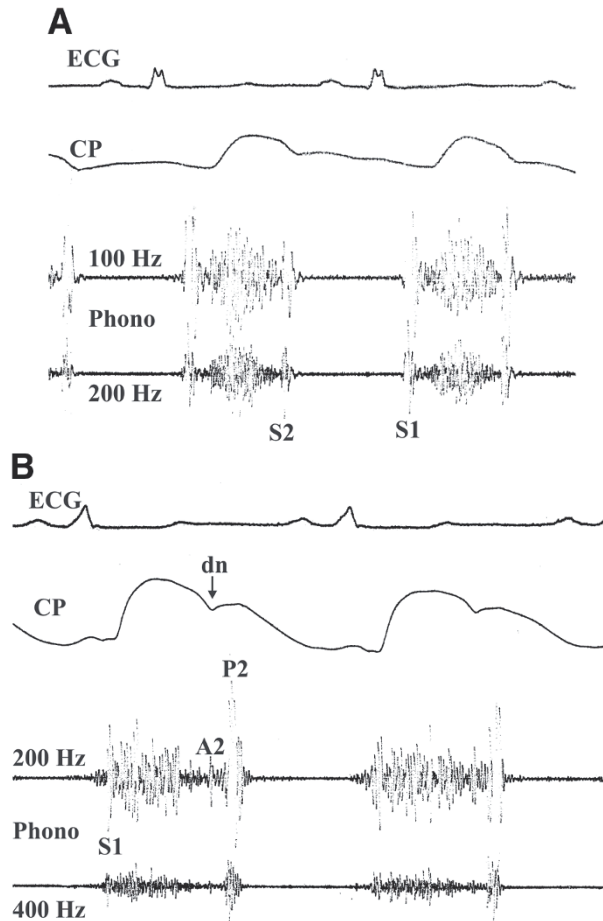 A
ECG
CP
100 Hz
Phono
200 Hz
S2 S1
B
ECG
dn
CP
P2
A2
200 Hz
Phono
S1
400 Hz